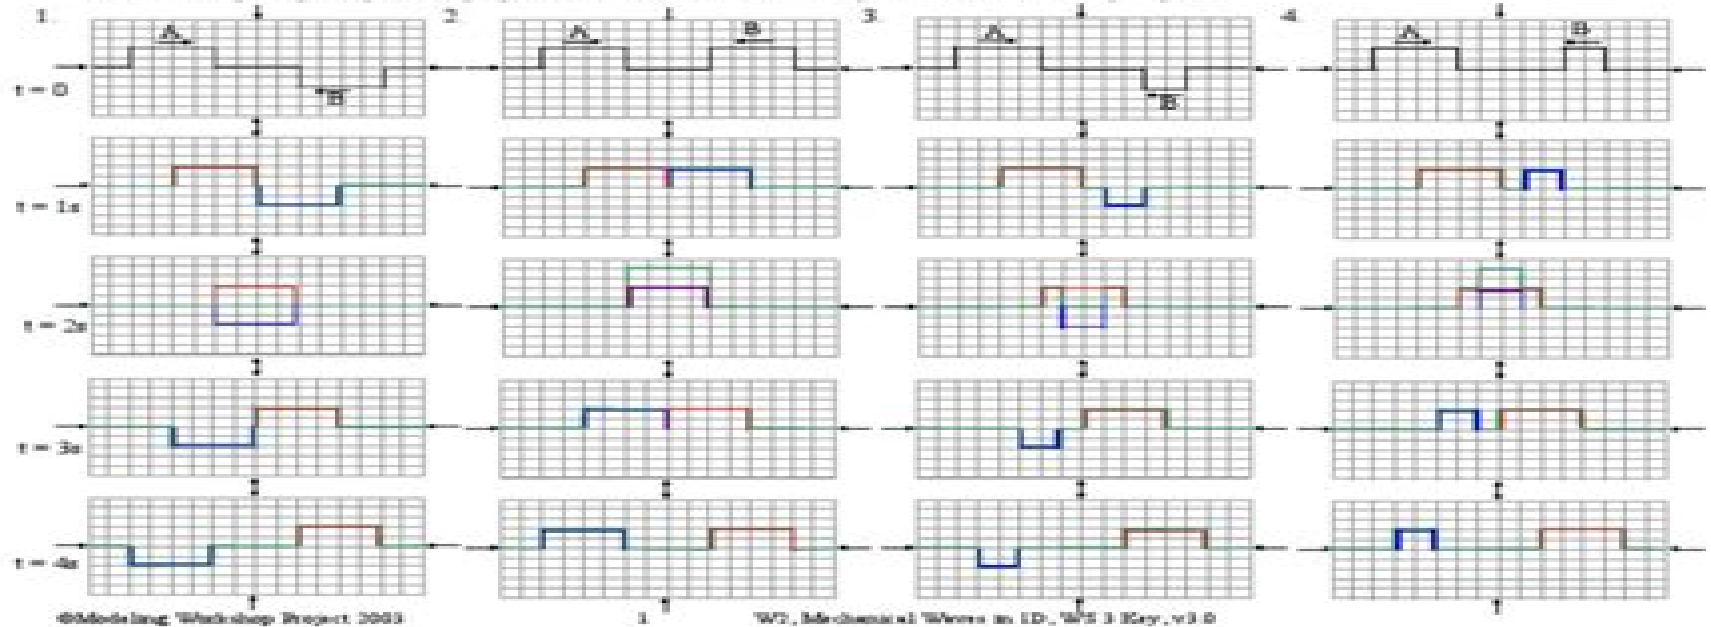 1. 2. 3. 4.
A A B A A B
t = 0 B B
t = 1s
t = 2s
t = 3s
t = 4s
©Modeling Workshop Project 2003 1 W2, Mechanical Waves in 1D, WS 3 Key, v3.0